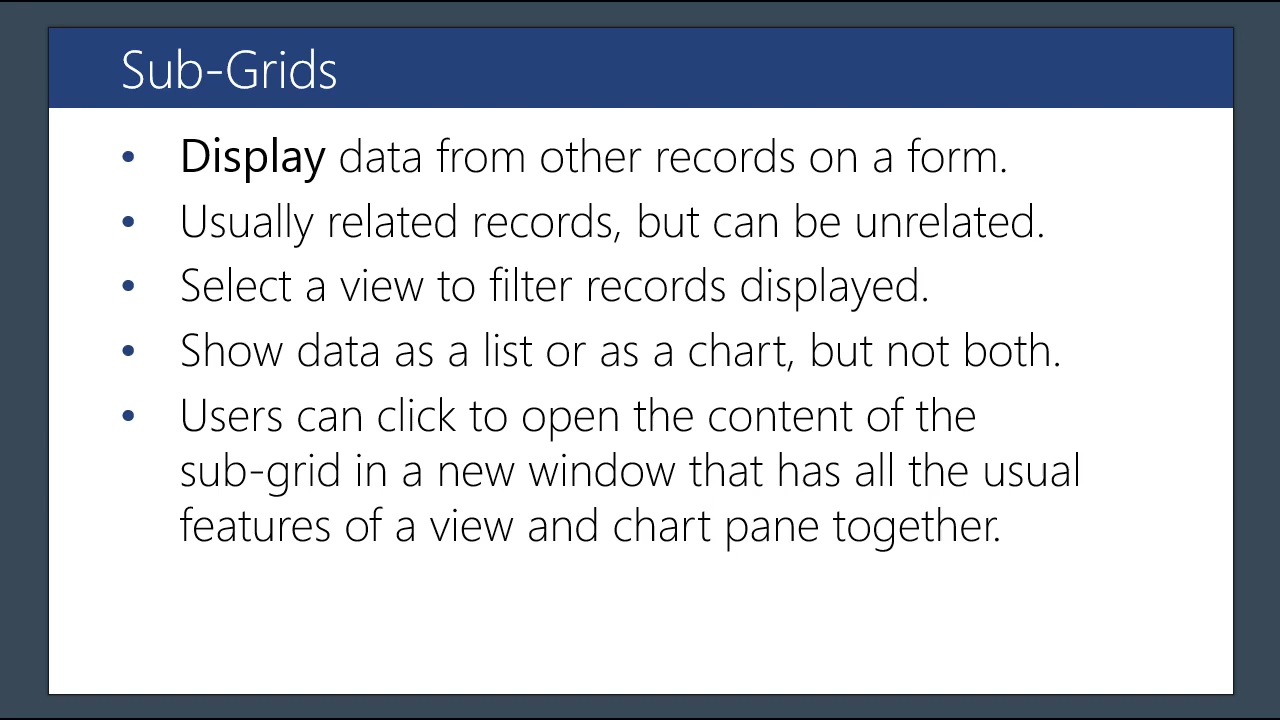 Sub-Grids
• Display data from other records on a form.
• Usually related records, but can be unrelated.
• Select a view to filter records displayed.
• Show data as a list or as a chart, but not both.
• Users can click to open the content of the
sub-grid in a new window that has all the usual
features of a view and chart pane together.